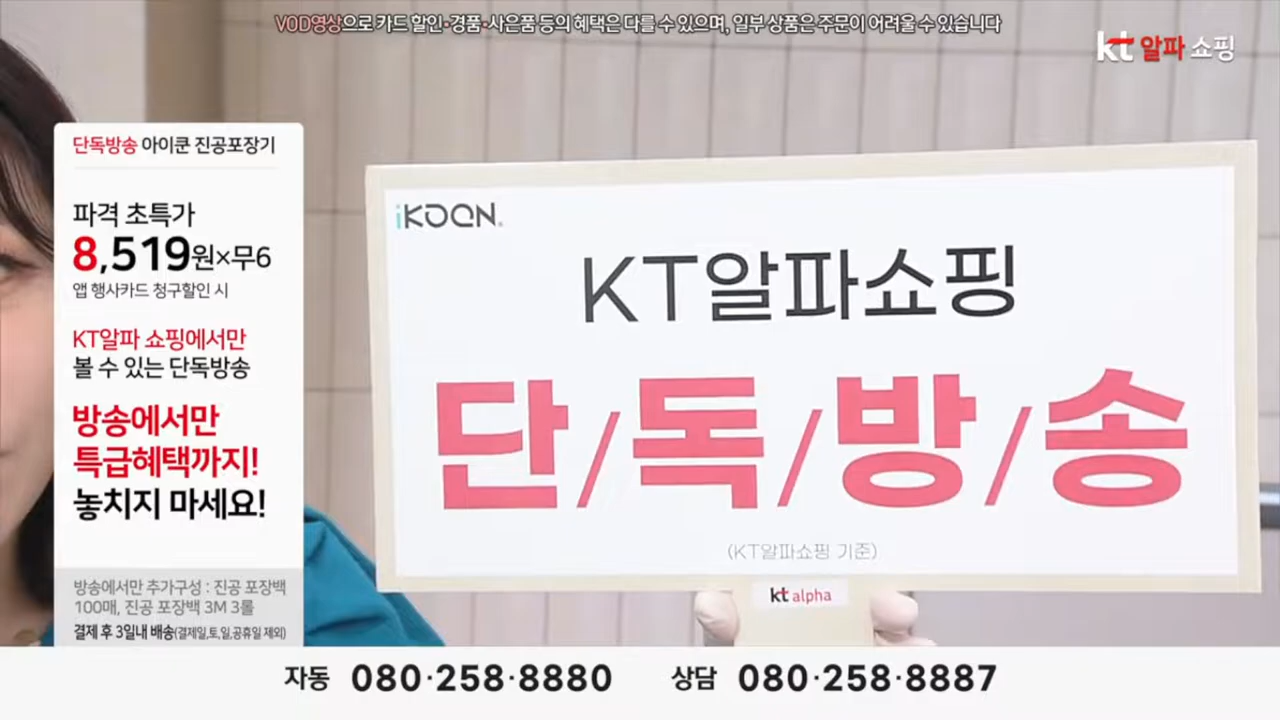 VOD영상으로 카드 할인·경품·사은품 등의 혜택은 다를 수 있으며, 일부 상품은 주문이 어려울 수 있습니다
kt 알파 쇼핑
단독방송 아이쿤 진공포장기
파격 초특가
8,519원×무6
앱 행사카드 청구할인 시
KT알파 쇼핑에서만
볼 수 있는 단독방송
방송에서만
특급혜택까지!
놓치지 마세요!
방송에서만 추가구성 : 진공 포장백
100매, 진공 포장백 3M 3롤
결제 후 3일내 배송(결제일,토,일,공휴일 제외)
iKOON
KT알파쇼핑
단/독/방/송
(KT알파쇼핑 기준)
kt alpha
자동 080·258·8880 상담 080·258·8887